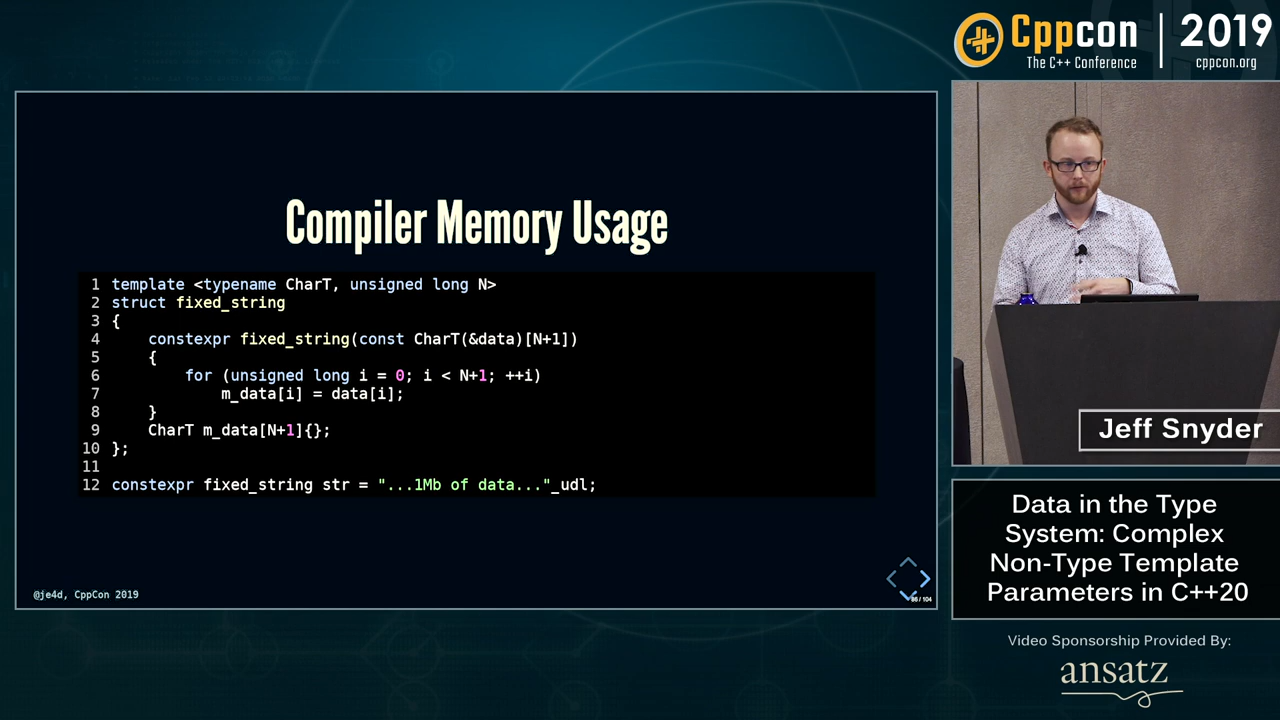 Cppcon
The C++ Conference
2019
cppcon.org
Compiler Memory Usage
1 template <typename CharT, unsigned long N>
2 struct fixed_string
3 {
4     constexpr fixed_string(const CharT(&data)[N+1])
5     {
6         for (unsigned long i = 0; i < N+1; ++i)
7             m_data[i] = data[i];
8     }
9     CharT m_data[N+1]{};
10 };
11
12 constexpr fixed_string str = "...1Mb of data..."_udl;
@je4d, CppCon 2019
/ 104
Jeff Snyder
Data in the Type
System: Complex
Non-Type Template
Parameters in C++20
Video Sponsorship Provided By:
ansatz